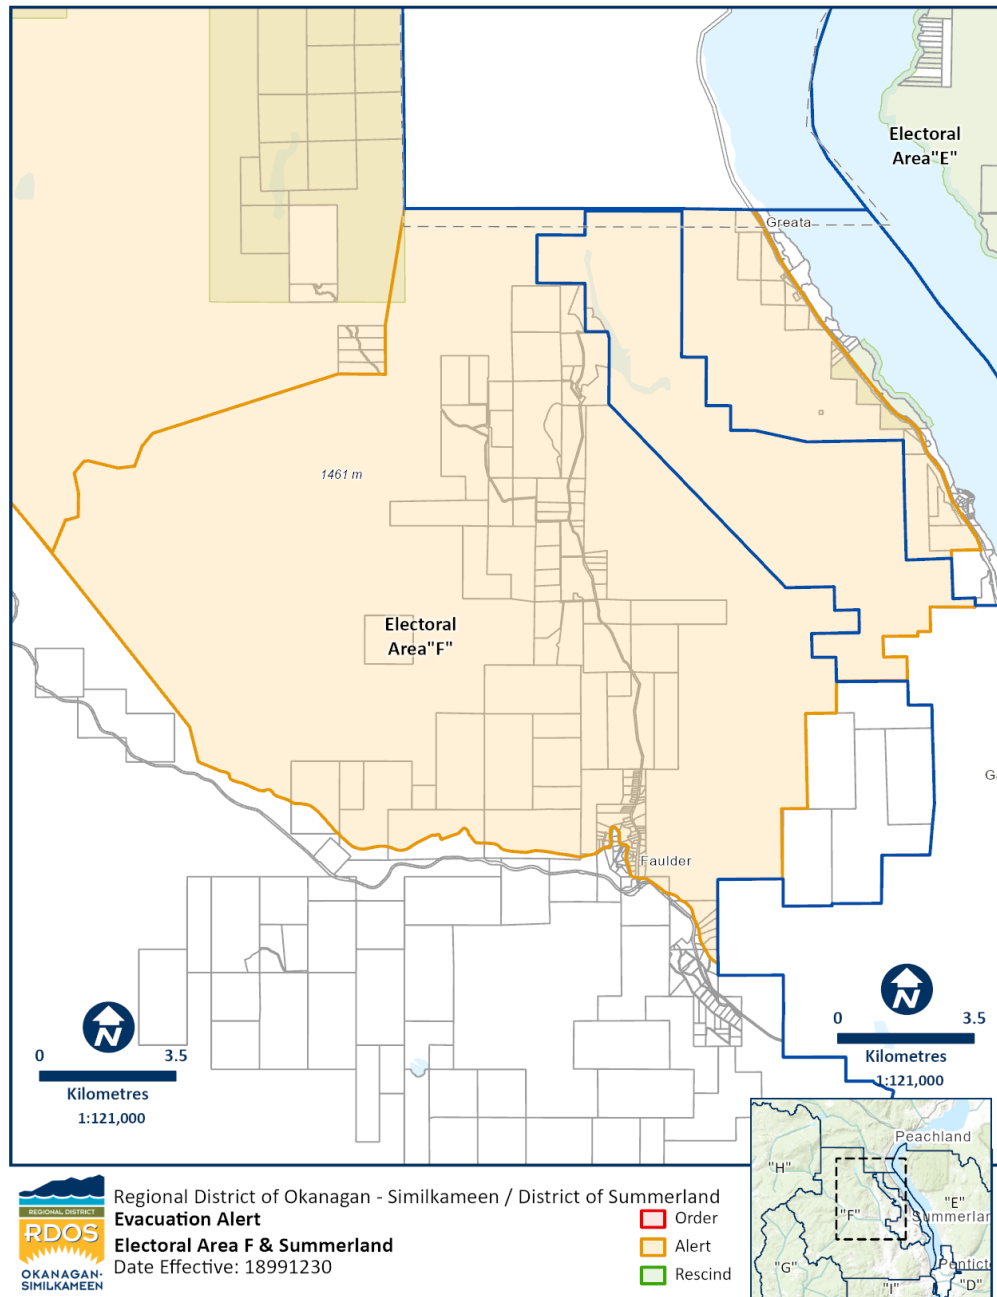 Electoral
Area"E"
Greata
1461 m
Electoral
Area"F"
Faulder
N
0 3.5
Kilometres
1:121,000
N
0 3.5
Kilometres
1:121,000
Peachland
"H"
"E"
Summerlan
"F"
"G"
Penticto
"D"
"I"
REGIONAL DISTRICT
RDOS
OKANAGAN-
SIMILKAMEEN
Regional District of Okanagan - Similkameen / District of Summerland
Evacuation Alert
Electoral Area F & Summerland
Date Effective: 18991230
Order
Alert
Rescind